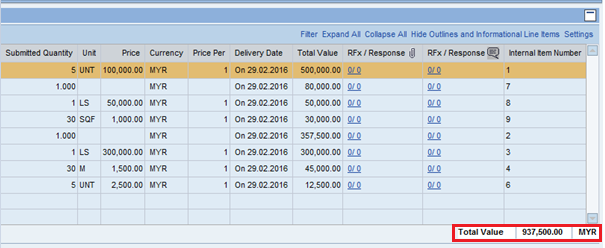 Filter Expand All Collapse All Hide Outlines and Informational Line Items Settings
Submitted Quantity Unit Price Currency Price Per Delivery Date Total Value RFx / Response RFx / Response Internal Item Number
5 UNT 100,000.00 MYR 1 On 29.02.2016 500,000.00 0/ 0 0/ 0 1
1.000 MYR On 29.02.2016 80,000.00 0/ 0 0/ 0 7
1 LS 50,000.00 MYR 1 On 29.02.2016 50,000.00 0/ 0 0/ 0 8
30 SQF 1,000.00 MYR 1 On 29.02.2016 30,000.00 0/ 0 0/ 0 9
1.000 MYR On 29.02.2016 357,500.00 0/ 0 0/ 0 2
1 LS 300,000.00 MYR 1 On 29.02.2016 300,000.00 0/ 0 0/ 0 3
30 M 1,500.00 MYR 1 On 29.02.2016 45,000.00 0/ 0 0/ 0 4
5 UNT 2,500.00 MYR 1 On 29.02.2016 12,500.00 0/ 0 0/ 0 6
Total Value 937,500.00 MYR